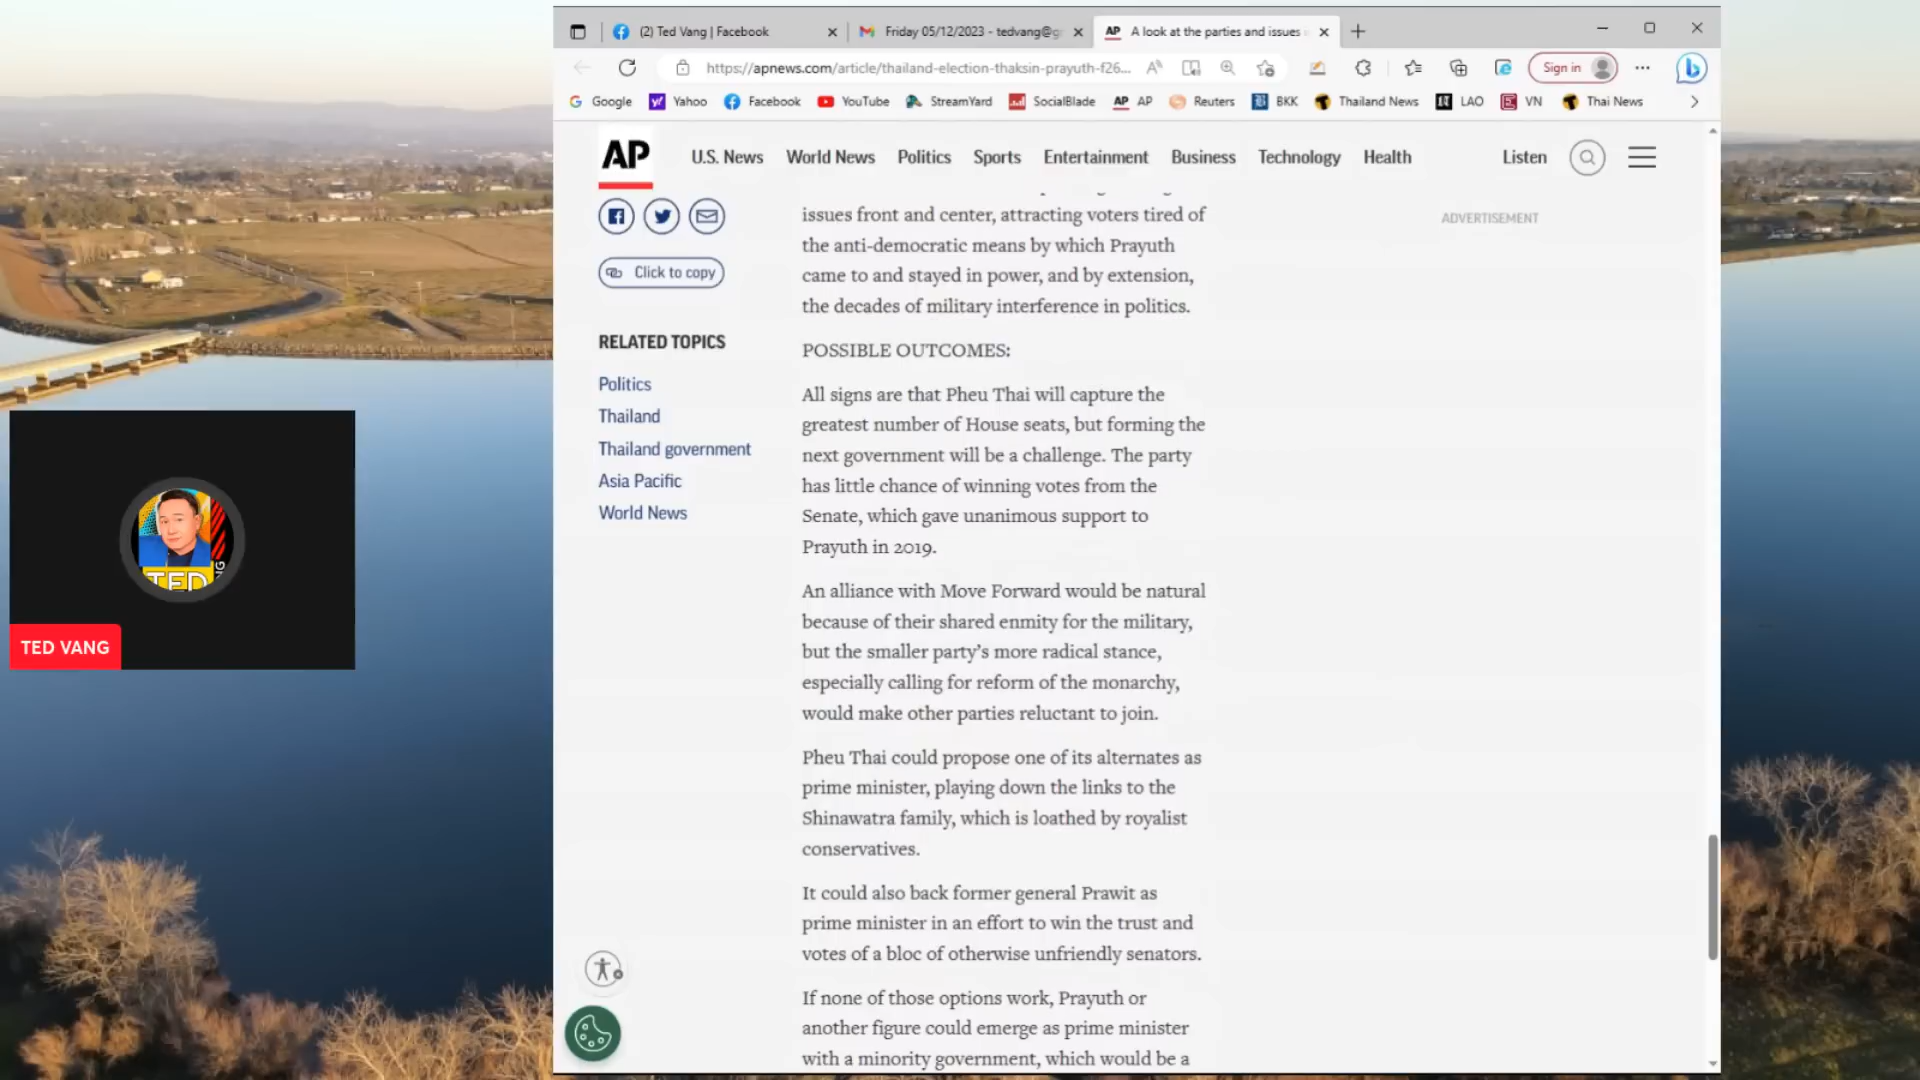 (2) Ted Vang | Facebook
Friday 05/12/2023 - tedvang@g
AP A look at the parties and issues
https://apnews.com/article/thailand-election-thaksin-prayuth-f26...
Sign in
Google Yahoo Facebook YouTube StreamYard SocialBlade AP AP Reuters BKK Thailand News LAO VN Thai News
AP
U.S. News World News Politics Sports Entertainment Business Technology Health Listen
Click to copy
RELATED TOPICS
Politics
Thailand
Thailand government
Asia Pacific
World News
issues front and center, attracting voters tired of
the anti-democratic means by which Prayuth
came to and stayed in power, and by extension,
the decades of military interference in politics.
POSSIBLE OUTCOMES:
All signs are that Pheu Thai will capture the
greatest number of House seats, but forming the
next government will be a challenge. The party
has little chance of winning votes from the
Senate, which gave unanimous support to
Prayuth in 2019.
An alliance with Move Forward would be natural
because of their shared enmity for the military,
but the smaller party's more radical stance,
especially calling for reform of the monarchy,
would make other parties reluctant to join.
Pheu Thai could propose one of its alternates as
prime minister, playing down the links to the
Shinawatra family, which is loathed by royalist
conservatives.
It could also back former general Prawit as
prime minister in an effort to win the trust and
votes of a bloc of otherwise unfriendly senators.
If none of those options work, Prayuth or
another figure could emerge as prime minister
with a minority government, which would be a
ADVERTISEMENT
TED
NG
TED VANG